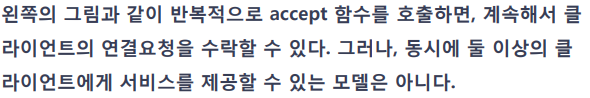 왼쪽의 그림과 같이 반복적으로 accept 함수를 호출하면, 계속해서 클
라이언트의 연결요청을 수락할 수 있다. 그러나, 동시에 둘 이상의 클
라이언트에게 서비스를 제공할 수 있는 모델은 아니다.